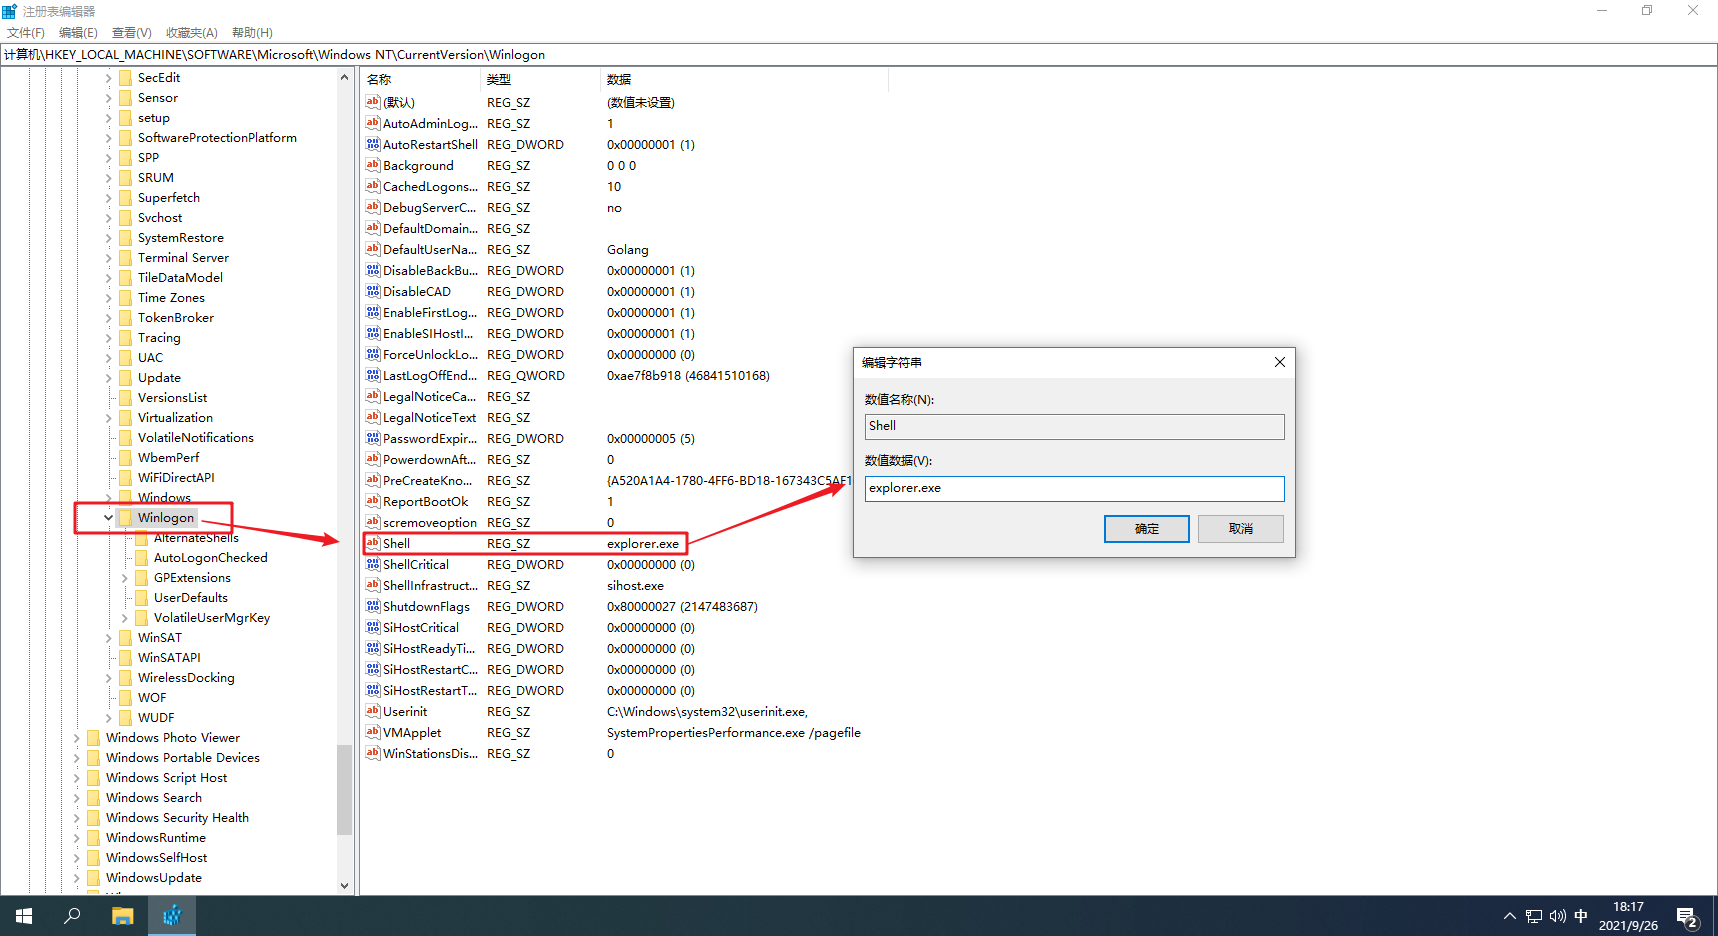 注册表编辑器
文件(F) 编辑(E) 查看(V) 收藏夹(A) 帮助(H)
计算机\HKEY_LOCAL_MACHINE\SOFTWARE\Microsoft\Windows NT\CurrentVersion\Winlogon
SecEdit
Sensor
setup
SoftwareProtectionPlatform
SPP
SRUM
Superfetch
Svchost
SystemRestore
Terminal Server
TileDataModel
Time Zones
TokenBroker
Tracing
UAC
Update
VersionsList
Virtualization
VolatileNotifications
WbemPerf
WiFiDirectAPI
Windows
Winlogon
AlternateShells
AutoLogonChecked
GPExtensions
UserDefaults
VolatileUserMgrKey
WinSAT
WinSATAPI
WirelessDocking
WOF
WUDF
Windows Photo Viewer
Windows Portable Devices
Windows Script Host
Windows Search
Windows Security Health
WindowsRuntime
WindowsSelfHost
WindowsUpdate
名称 类型 数据
(默认) REG_SZ (数值未设置)
AutoAdminLog... REG_SZ 1
AutoRestartShell REG_DWORD 0x00000001 (1)
Background REG_SZ 0 0 0
CachedLogons... REG_SZ 10
DebugServerC... REG_SZ no
DefaultDomain... REG_SZ
DefaultUserNa... REG_SZ Golang
DisableBackBu... REG_DWORD 0x00000001 (1)
DisableCAD REG_DWORD 0x00000001 (1)
EnableFirstLog... REG_DWORD 0x00000001 (1)
EnableSIHostI... REG_DWORD 0x00000001 (1)
ForceUnlockLo... REG_DWORD 0x00000000 (0)
LastLogOffEnd... REG_QWORD 0xae7f8b918 (46841510168)
LegalNoticeCa... REG_SZ
LegalNoticeText REG_SZ
PasswordExpir... REG_DWORD 0x00000005 (5)
PowerdownAft... REG_SZ 0
PreCreateKno... REG_SZ {A520A1A4-1780-4FF6-BD18-167343C5AF1
ReportBootOk REG_SZ 1
scremoveoption REG_SZ 0
Shell REG_SZ explorer.exe
ShellCritical REG_DWORD 0x00000000 (0)
ShellInfrastruct... REG_SZ sihost.exe
ShutdownFlags REG_DWORD 0x80000027 (2147483687)
SiHostCritical REG_DWORD 0x00000000 (0)
SiHostReadyTi... REG_DWORD 0x00000000 (0)
SiHostRestartC... REG_DWORD 0x00000000 (0)
SiHostRestartT... REG_DWORD 0x00000000 (0)
Userinit REG_SZ C:\Windows\system32\userinit.exe,
VMApplet REG_SZ SystemPropertiesPerformance.exe /pagefile
WinStationsDis... REG_SZ 0
编辑字符串
数值名称(N):
Shell
数值数据(V):
explorer.exe
确定 取消
中
18:17
2021/9/26
2